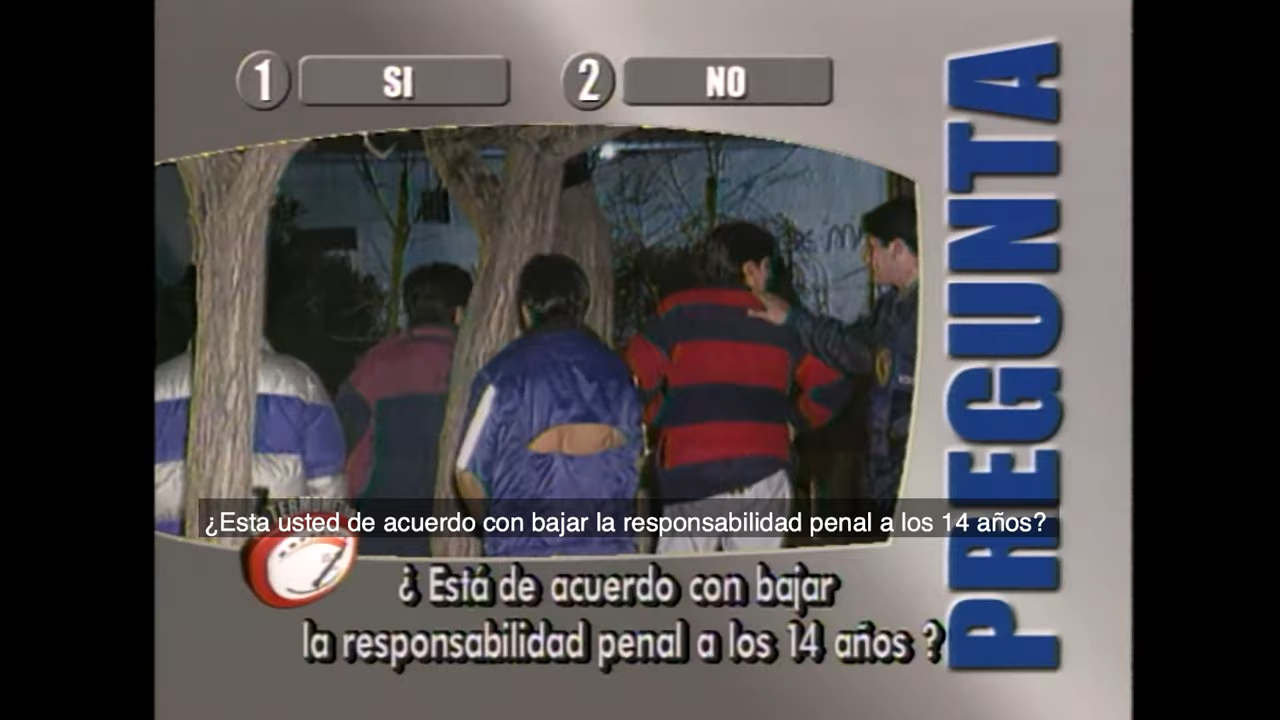 1 SI 2 NO
PREGUNTA
¿Esta usted de acuerdo con bajar la responsabilidad penal a los 14 años?
¿ Está de acuerdo con bajar
la responsabilidad penal a los 14 años ?